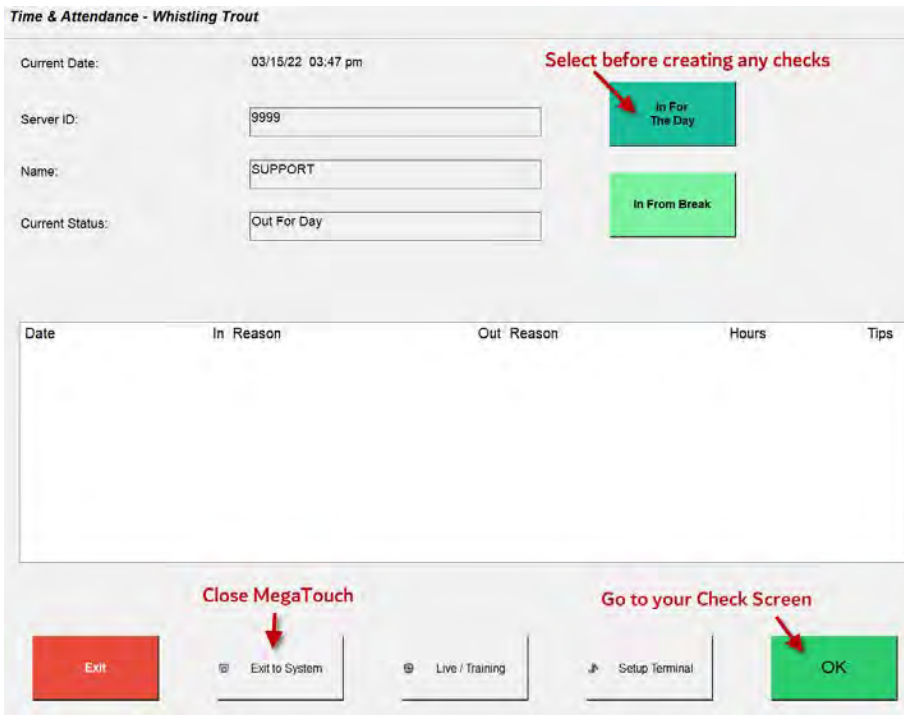 Time & Attendance - Whistling Trout
Current Date: 03/15/22 03:47 pm
Select before creating any checks
In For
The Day
Server ID: 9999
Name: SUPPORT
In From Break
Current Status: Out For Day
Date In Reason Out Reason Hours Tips
Close MegaTouch
Go to your Check Screen
Exit Exit to System Live / Training Setup Terminal OK